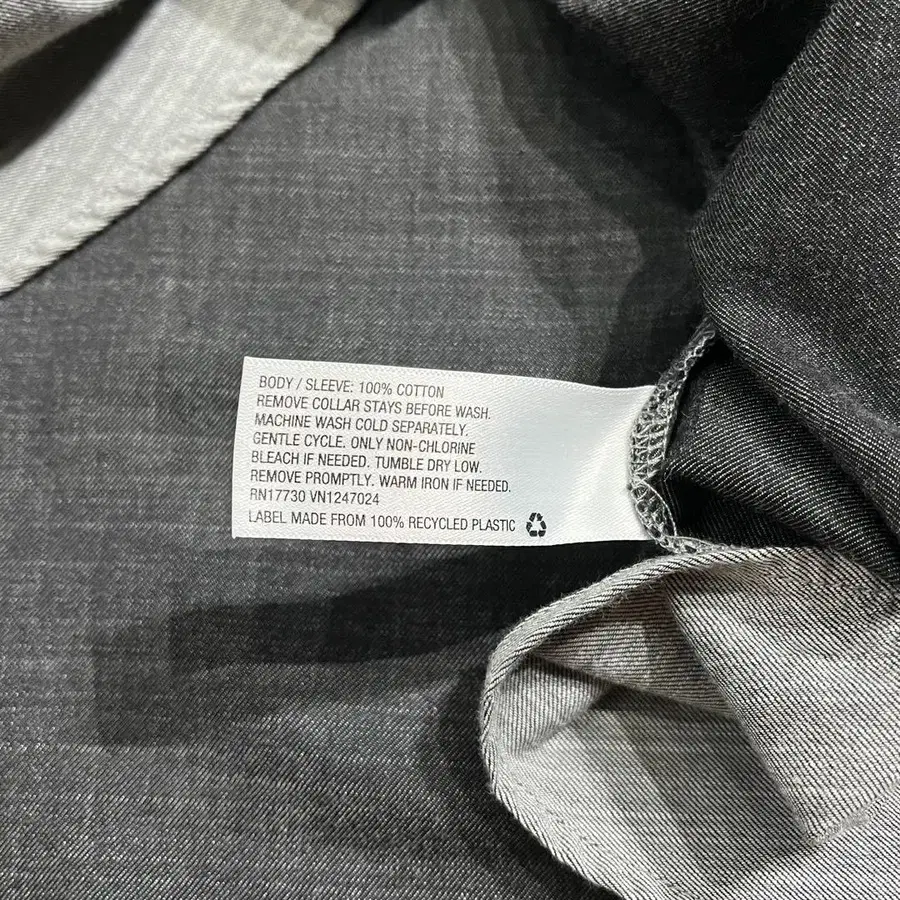 BODY / SLEEVE: 100% COTTON
REMOVE COLLAR STAYS BEFORE WASH.
MACHINE WASH COLD SEPARATELY.
GENTLE CYCLE. ONLY NON-CHLORINE
BLEACH IF NEEDED. TUMBLE DRY LOW.
REMOVE PROMPTLY. WARM IRON IF NEEDED.
RN17730 VN1247024
LABEL MADE FROM 100% RECYCLED PLASTIC